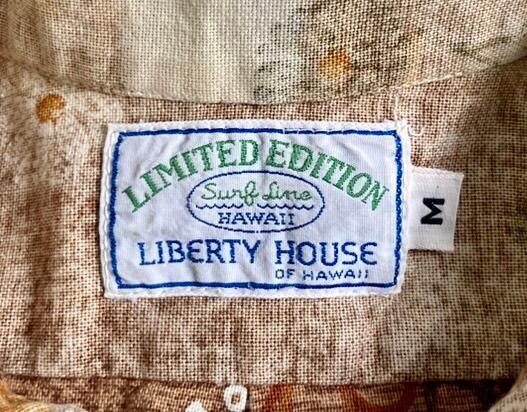 LIMITED EDITION
Surf Line
HAWAII
LIBERTY HOUSE
OF HAWAII
M